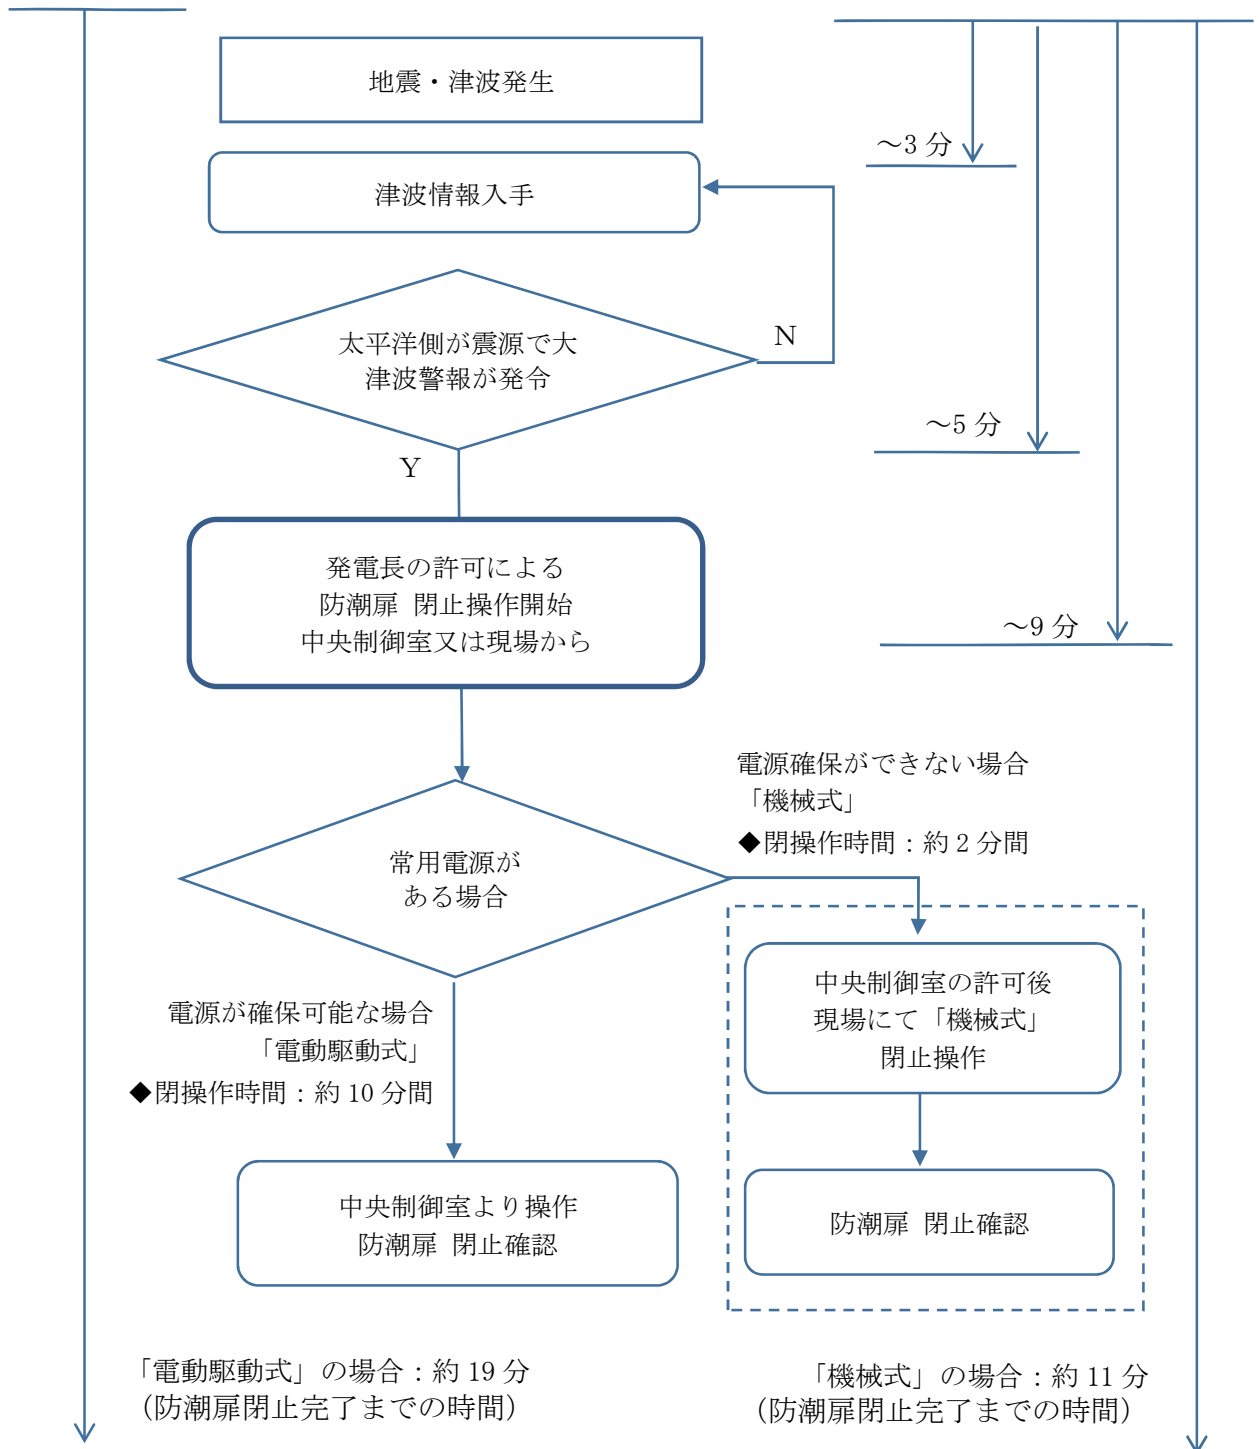 地震・津波発生
～3 分
津波情報入手
太平洋側が震源で大
津波警報が発令
N
～5 分
Y
発電長の許可による
防潮扉 閉止操作開始
中央制御室又は現場から
～9 分
電源確保ができない場合
「機械式」
◆閉操作時間：約 2 分間
常用電源が
ある場合
中央制御室の許可後
現場にて「機械式」
閉止操作
電源が確保可能な場合
「電動駆動式」
◆閉操作時間：約 10 分間
中央制御室より操作
防潮扉 閉止確認
防潮扉 閉止確認
「電動駆動式」の場合：約 19 分
（防潮扉閉止完了までの時間）
「機械式」の場合：約 11 分
（防潮扉閉止完了までの時間）